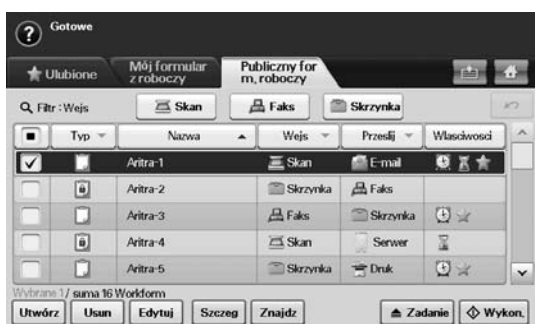 Gotowe
Ulubione
Mój formular
z roboczy
Publiczny for
m, roboczy
Filtr : Wejs Skan Faks Skrzynka
Typ Nazwa Wejs Prześlij Wlasciwosci
Aritra-1 Skan E-mail
Aritra-2 Skrzynka Faks
Aritra-3 Faks Skrzynka
Aritra-4 Skan Serwer
Aritra-5 Skrzynka Druk
Wybrane 1/ suma 16 Workform
Utwórz Usun Edytuj Szczeg Znajdz Zadanie Wykon.